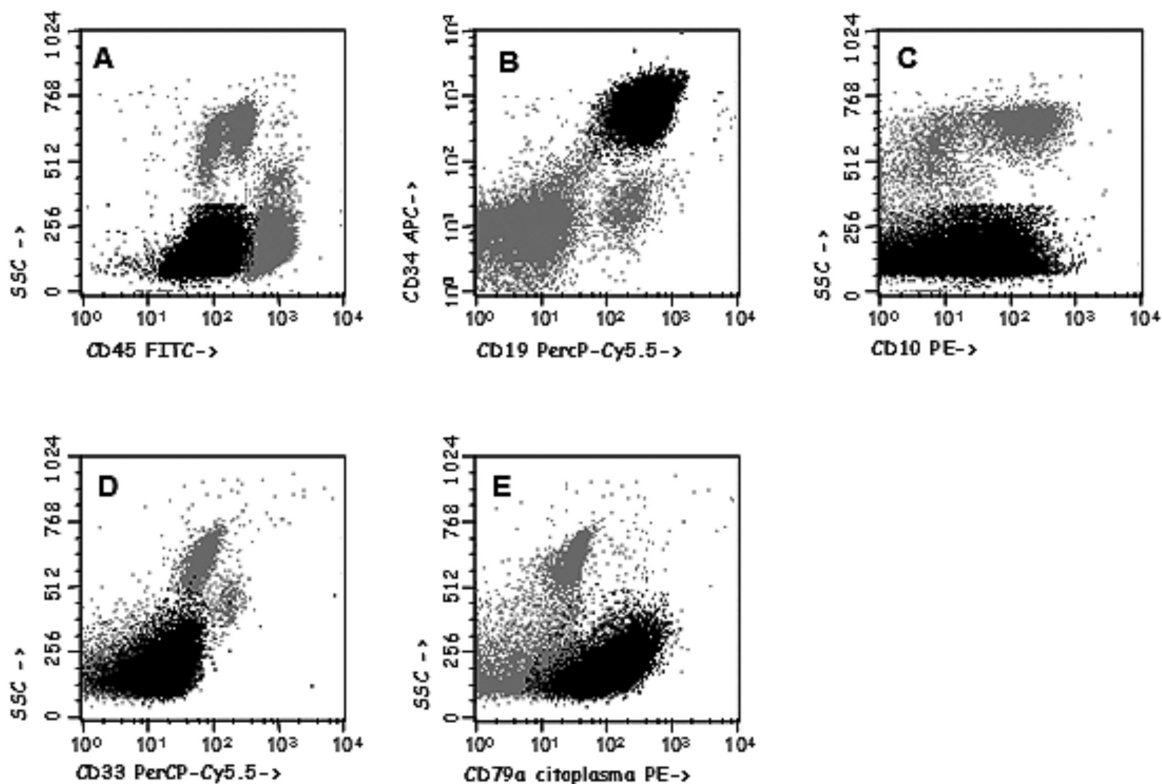 A
SSC ->
0 256 512 768 1024
10⁰ 10¹ 10² 10³ 10⁴
CD45 FITC->
B
CD34 APC->
10⁰ 10¹ 10² 10³ 10⁴
10⁰ 10¹ 10² 10³ 10⁴
CD19 PercP-Cy5.5->
C
SSC ->
0 256 512 768 1024
10⁰ 10¹ 10² 10³ 10⁴
CD10 PE->
D
SSC ->
0 256 512 768 1024
10⁰ 10¹ 10² 10³ 10⁴
CD33 PerCP-Cy5.5->
E
SSC ->
0 256 512 768 1024
10⁰ 10¹ 10² 10³ 10⁴
CD79a citoplasma PE->